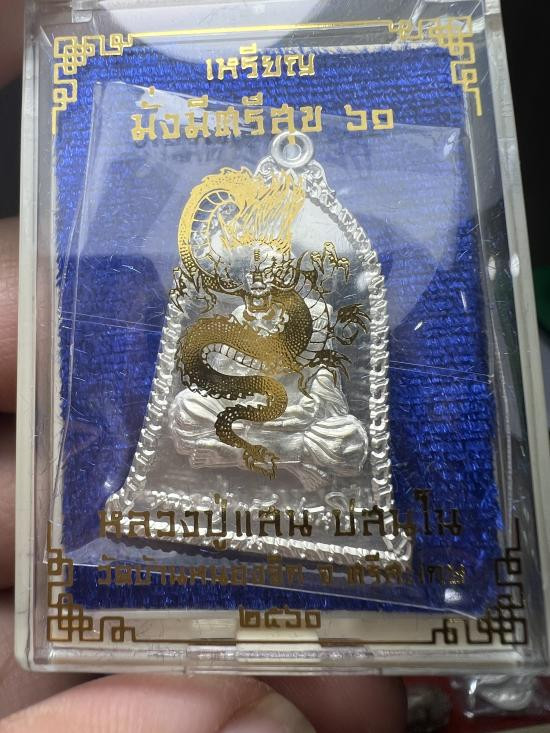 เหรียญ
มั่งมีศรีสุข ๖๐
หลวงปู่แสน ปสนฺโน
วัดบ้านหนองจิก จ.ศรีสะเกษ
๒๕๖๐